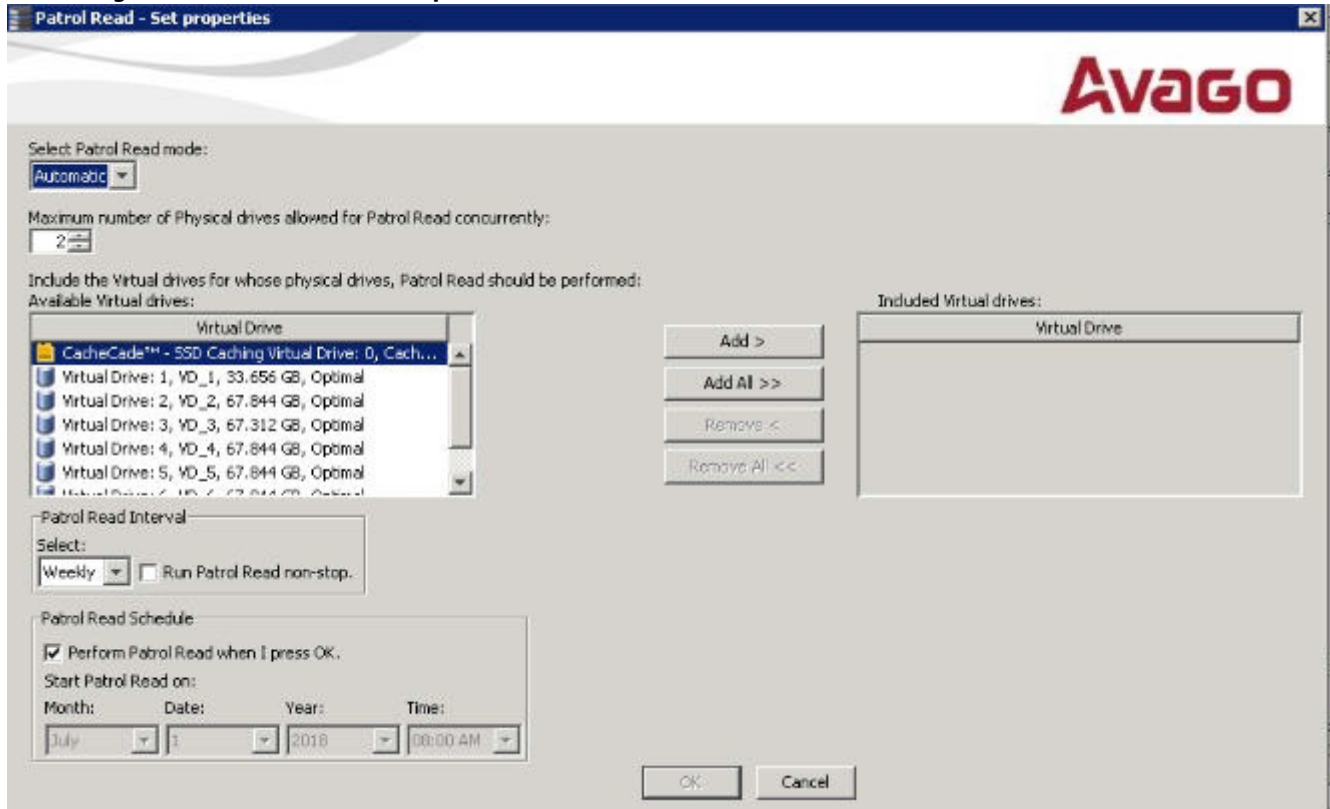 Patrol Read - Set properties
Avago
Select Patrol Read mode:
Automatic
Maximum number of Physical drives allowed for Patrol Read concurrently:
2
Include the Virtual drives for whose physical drives, Patrol Read should be performed:
Available Virtual drives:
Included Virtual drives:
Virtual Drive
Virtual Drive
CacheCade™ - SSD Caching Virtual Drive: 0, Cach...
Virtual Drive: 1, VD_1, 33.656 GB, Optimal
Virtual Drive: 2, VD_2, 67.844 GB, Optimal
Virtual Drive: 3, VD_3, 67.312 GB, Optimal
Virtual Drive: 4, VD_4, 67.844 GB, Optimal
Virtual Drive: 5, VD_5, 67.844 GB, Optimal
Add >
Add All >>
Remove <
Remove All <<
Patrol Read Interval
Select:
Weekly
Run Patrol Read non-stop.
Patrol Read Schedule
Perform Patrol Read when I press OK.
Start Patrol Read on:
Month: Date: Year: Time:
July 1 2018 08:00 AM
OK Cancel